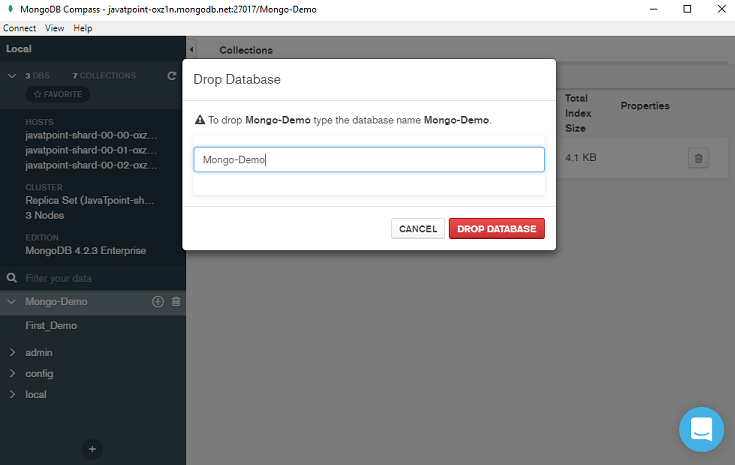 MongoDB Compass - javatpoint-oxz1n.mongodb.net:27017/Mongo-Demo
Connect View Help
Local
3 DBS 7 COLLECTIONS
FAVORITE
HOSTS
javatpoint-shard-00-00-oxz...
javatpoint-shard-00-01-oxz...
javatpoint-shard-00-02-oxz...
CLUSTER
Replica Set (JavaTpoint-sh...
3 Nodes
EDITION
MongoDB 4.2.3 Enterprise
Filter your data
Mongo-Demo
First_Demo
admin
config
local
Collections
Total
Index
Size
Properties
4.1 KB
Drop Database
To drop Mongo-Demo type the database name Mongo-Demo.
Mongo-Demo
CANCEL DROP DATABASE